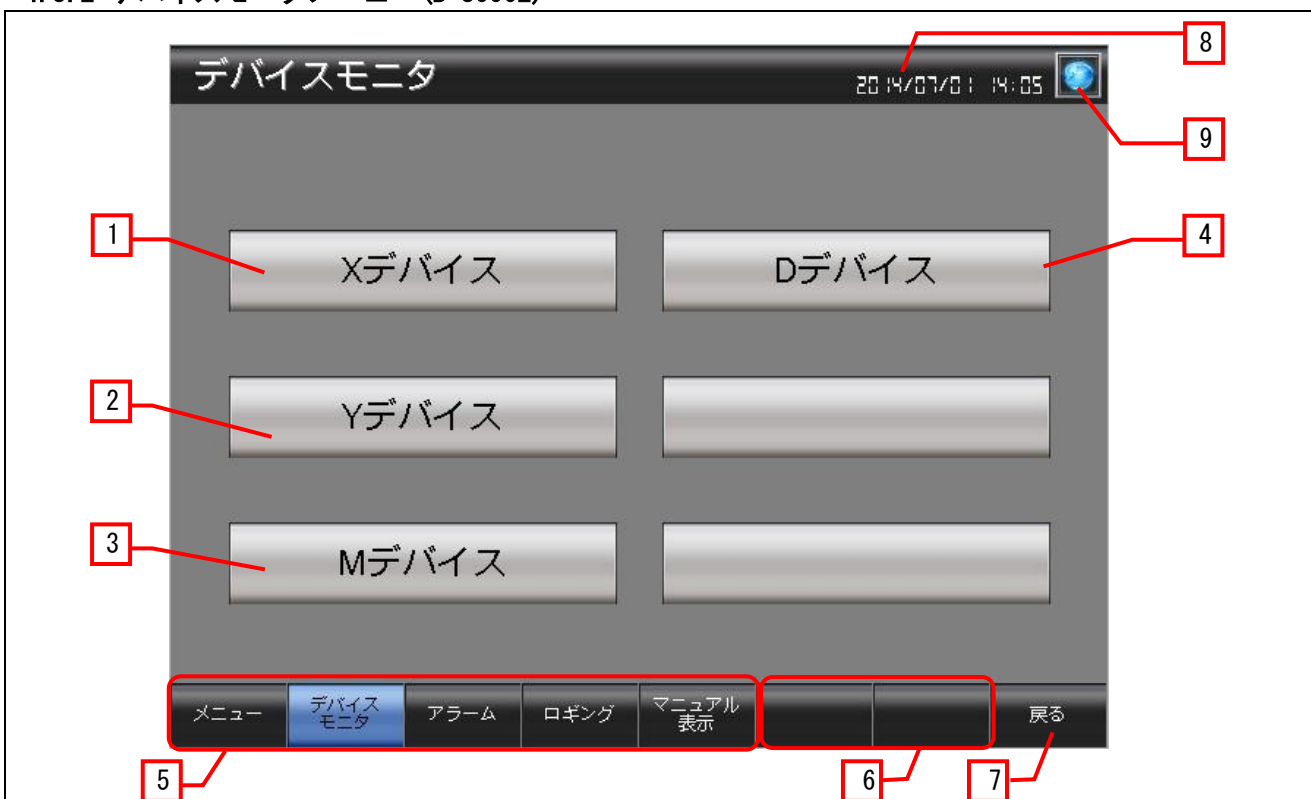 デバイスモニタ
2014/07/01 14:05
8
9
1
Xデバイス
Dデバイス
4
2
Yデバイス
3
Mデバイス
メニュー
デバイス
モニタ
アラーム
ロギング
マニュアル
表示
戻る
5
6
7